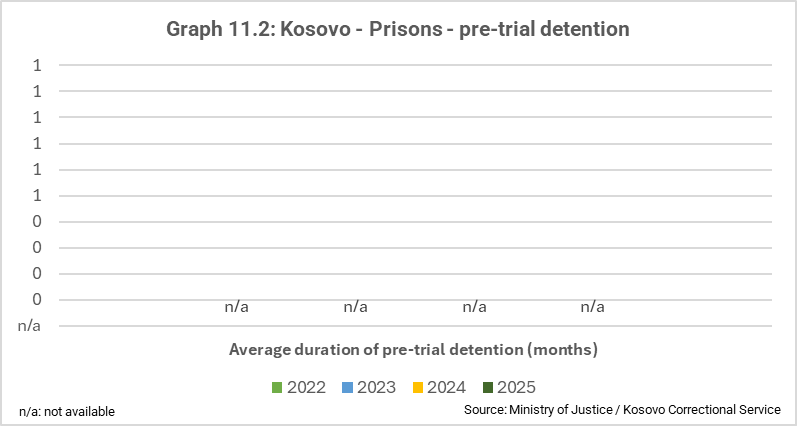 Graph 11.2: Kosovo - Prisons - pre-trial detention
1
1
1
1
1
1
0
0
0
0
n/a
n/a n/a n/a n/a
Average duration of pre-trial detention (months)
2022 2023 2024 2025
n/a: not available
Source: Ministry of Justice / Kosovo Correctional Service